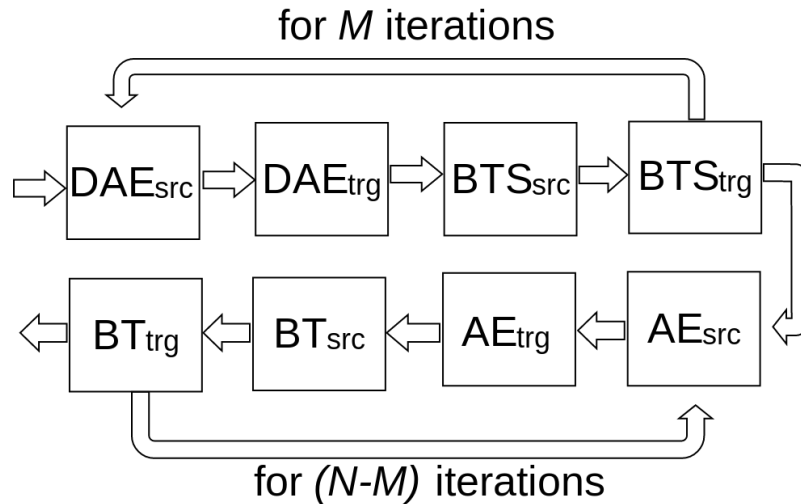 for M iterations
DAEsrc
DAEtrg
BTSsrc
BTStrg
BTtrg
BTsrc
AEtrg
AEsrc
for (N-M) iterations